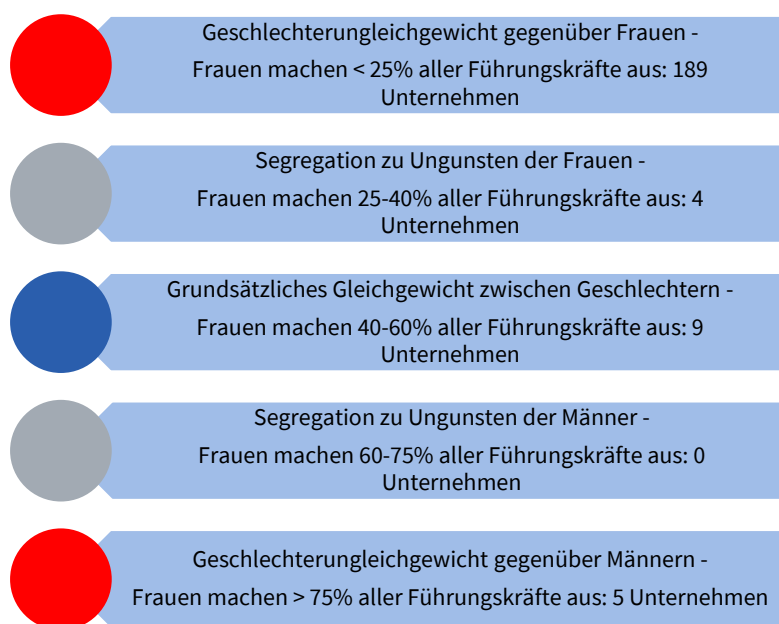 Geschlechterungleichgewicht gegenüber Frauen -
Frauen machen < 25% aller Führungskräfte aus: 189
Unternehmen
Segregation zu Ungunsten der Frauen -
Frauen machen 25-40% aller Führungskräfte aus: 4
Unternehmen
Grundsätzliches Gleichgewicht zwischen Geschlechtern -
Frauen machen 40-60% aller Führungskräfte aus: 9
Unternehmen
Segregation zu Ungunsten der Männer -
Frauen machen 60-75% aller Führungskräfte aus: 0
Unternehmen
Geschlechterungleichgewicht gegenüber Männern -
Frauen machen > 75% aller Führungskräfte aus: 5 Unternehmen